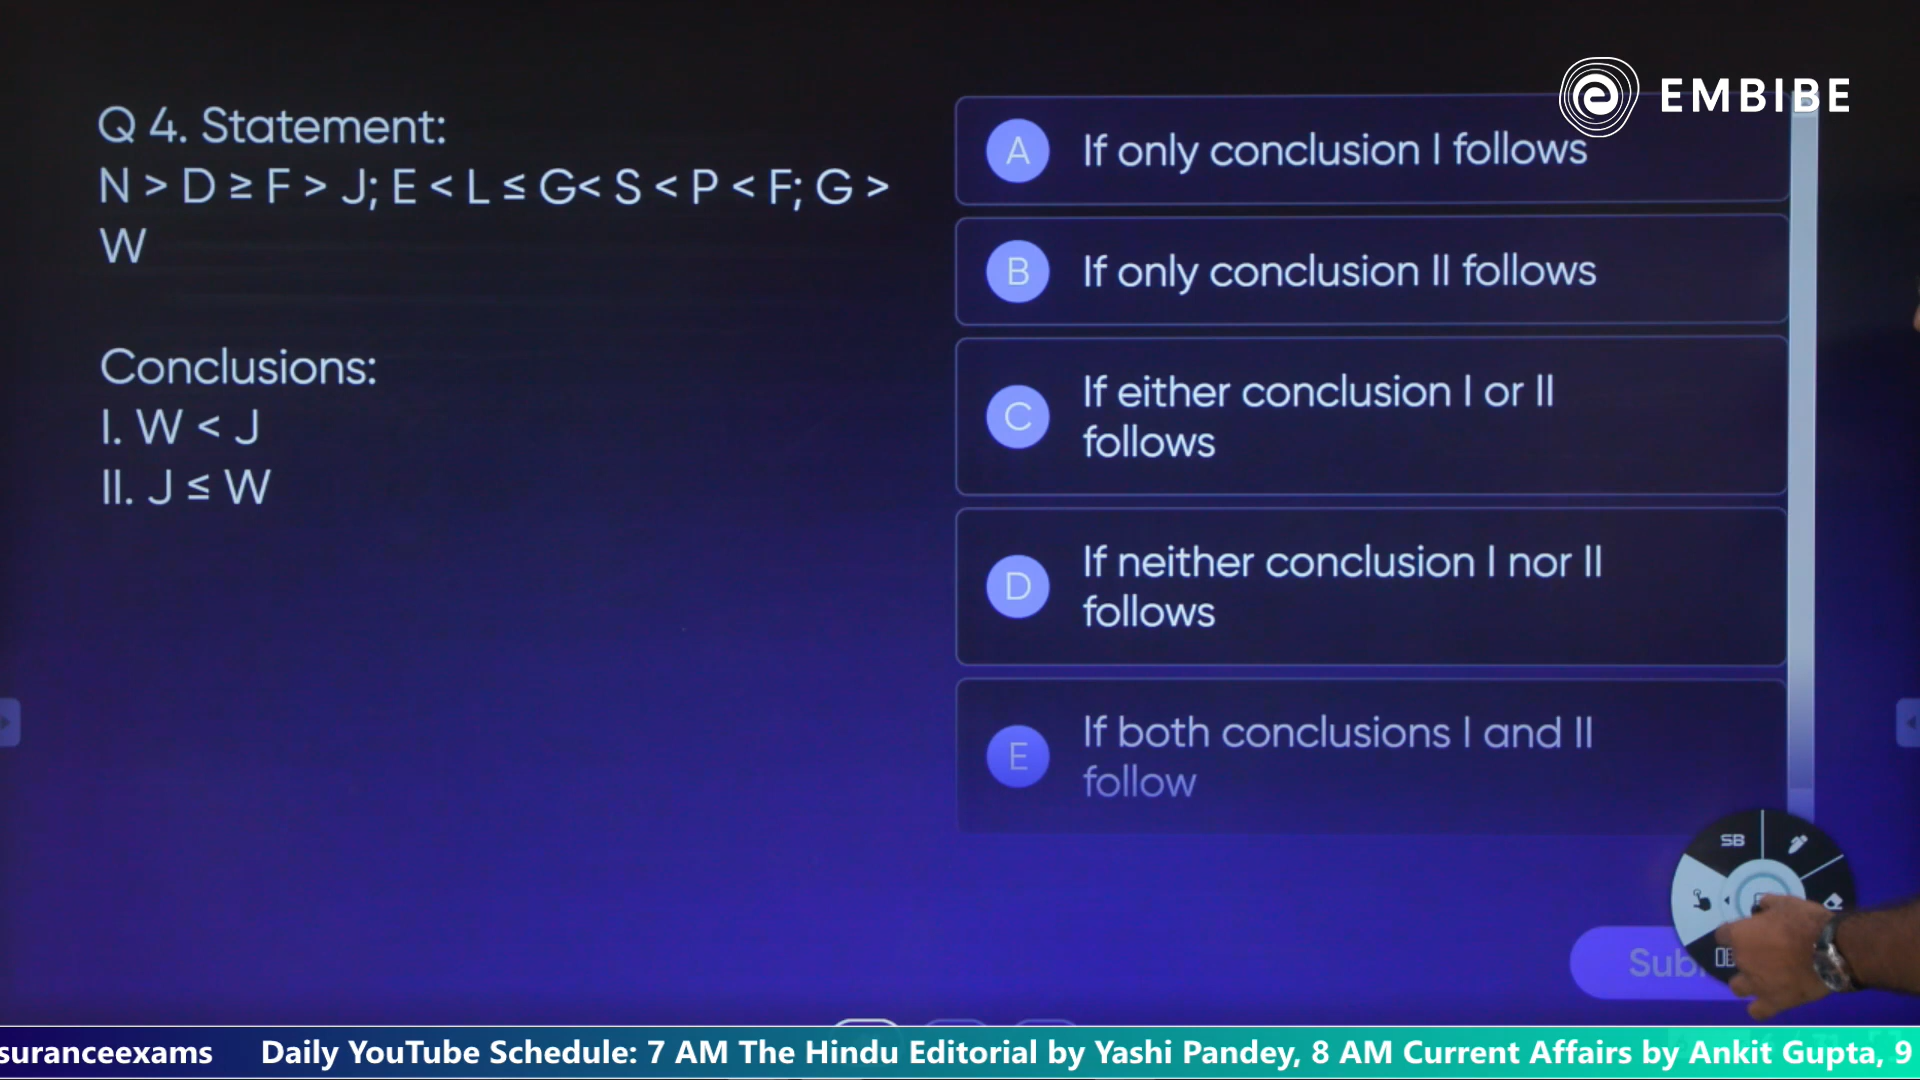 EMBIBE
Q 4. Statement:
N > D ≥ F > J; E < L ≤ G< S < P < F; G >
W
Conclusions:
I. W < J
II. J ≤ W
A If only conclusion I follows
B If only conclusion II follows
C If either conclusion I or II
follows
D If neither conclusion I nor II
follows
E If both conclusions I and II
follow
SB
suranceexams Daily YouTube Schedule: 7 AM The Hindu Editorial by Yashi Pandey, 8 AM Current Affairs by Ankit Gupta, 9